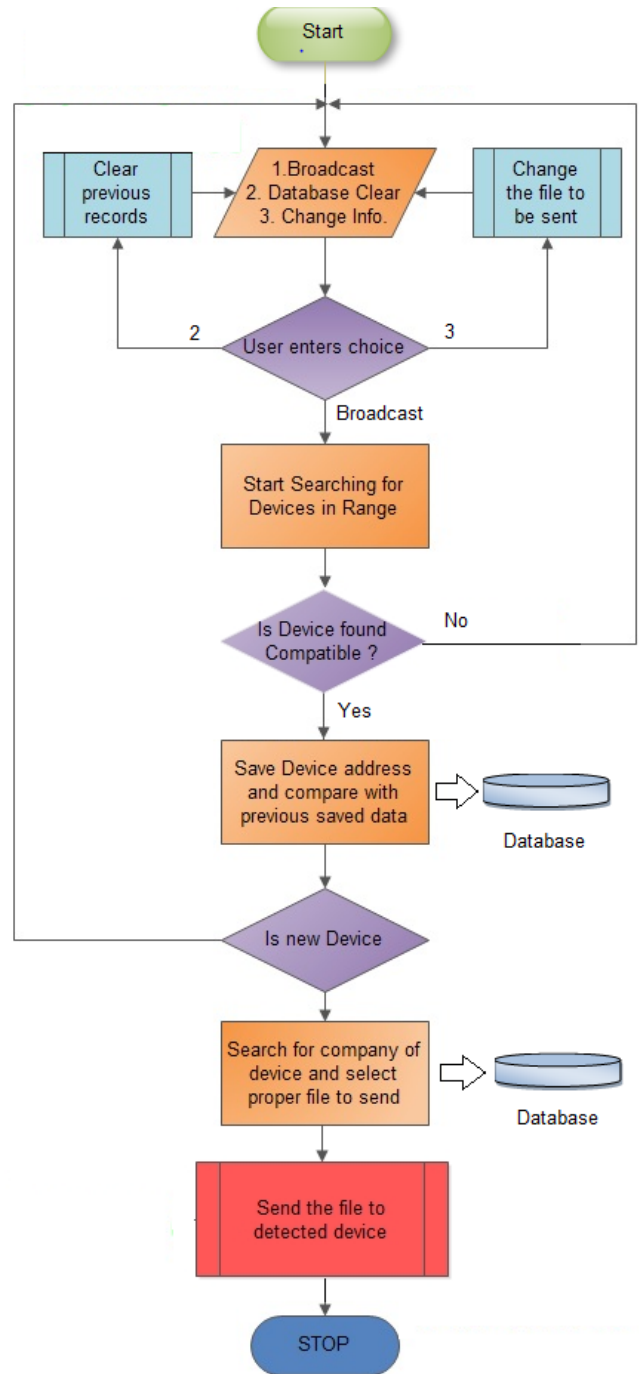 Start
Clear
previous
records
1.Broadcast
2. Database Clear
3. Change Info.
Change
the file to
be sent
2
User enters choice
3
Broadcast
Start Searching for
Devices in Range
Is Device found
Compatible ?
No
Yes
Save Device address
and compare with
previous saved data
Database
Is new Device
Search for company of
device and select
proper file to send
Database
Send the file to
detected device
STOP